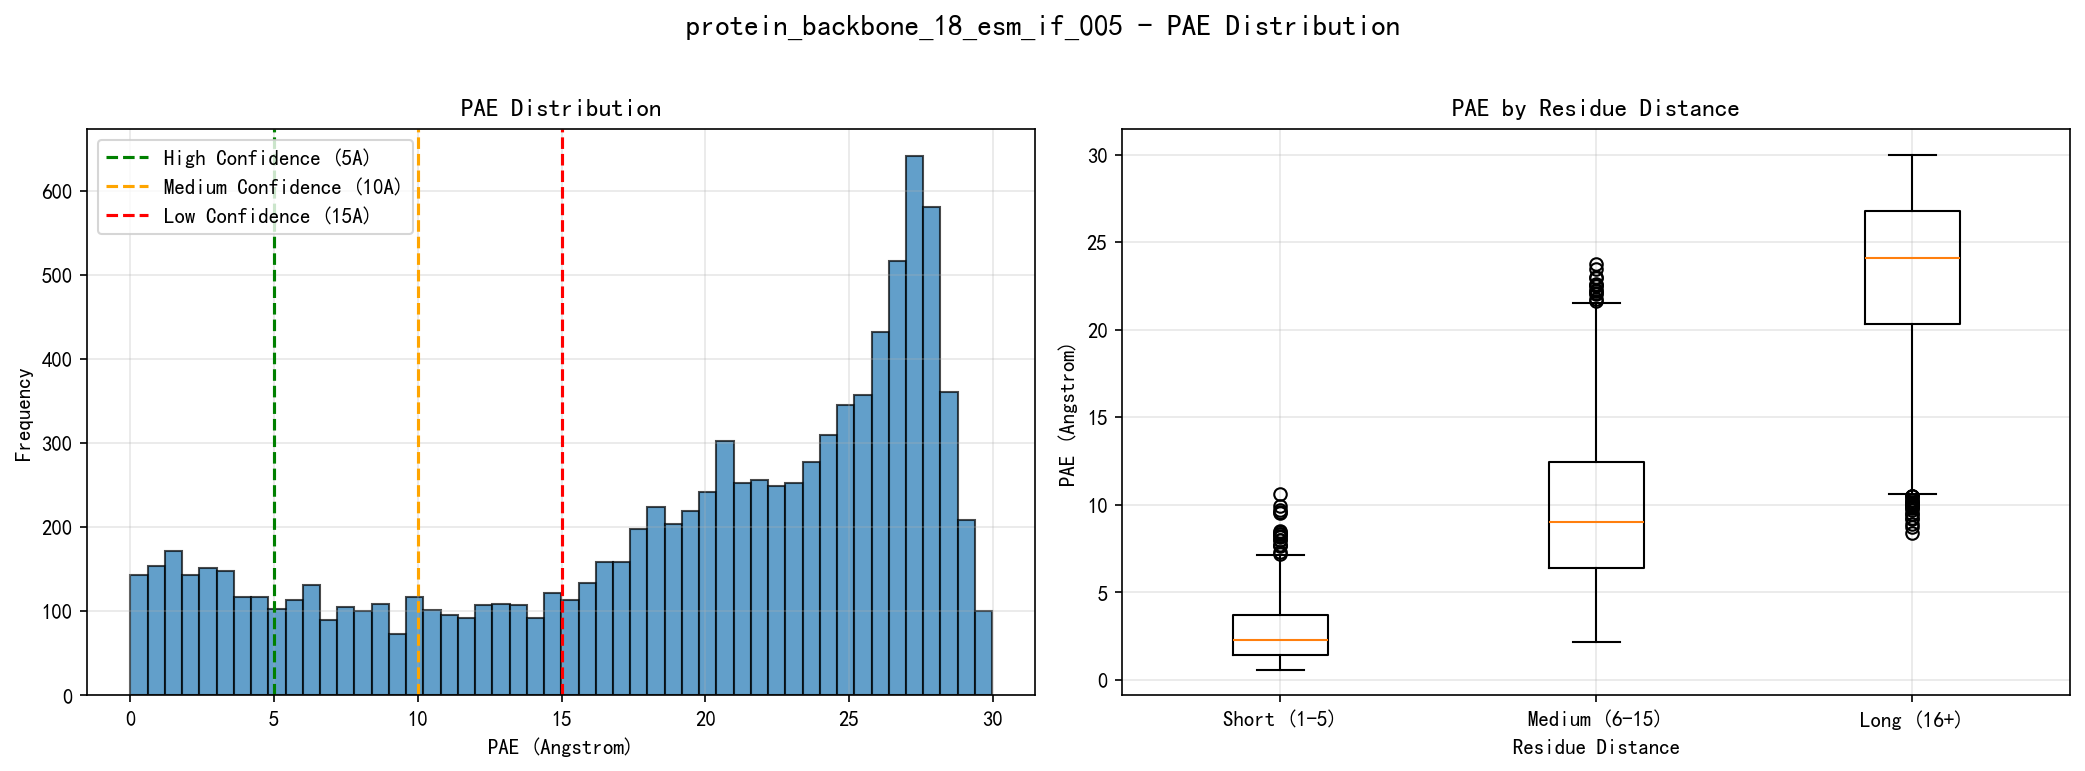 protein_backbone_18_esm_if_005 - PAE Distribution
PAE Distribution
High Confidence (5A)
Medium Confidence (10A)
Low Confidence (15A)
Frequency
600
500
400
300
200
100
0
0 5 10 15 20 25 30
PAE (Angstrom)
PAE by Residue Distance
PAE (Angstrom)
30
25
20
15
10
5
0
Short (1-5) Medium (6-15) Long (16+)
Residue Distance